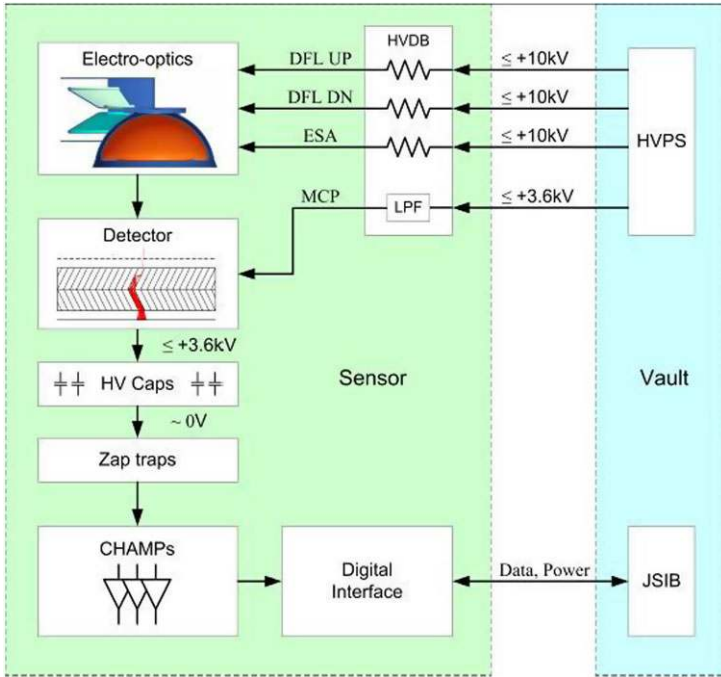 Electro-optics
HVDB
DFL UP
≤ +10kV
DFL DN
≤ +10kV
ESA
≤ +10kV
HVPS
MCP
LPF
≤ +3.6kV
Detector
≤ +3.6kV
HV Caps
Sensor
Vault
~ 0V
Zap traps
CHAMPs
Digital
Interface
Data, Power
JSIB